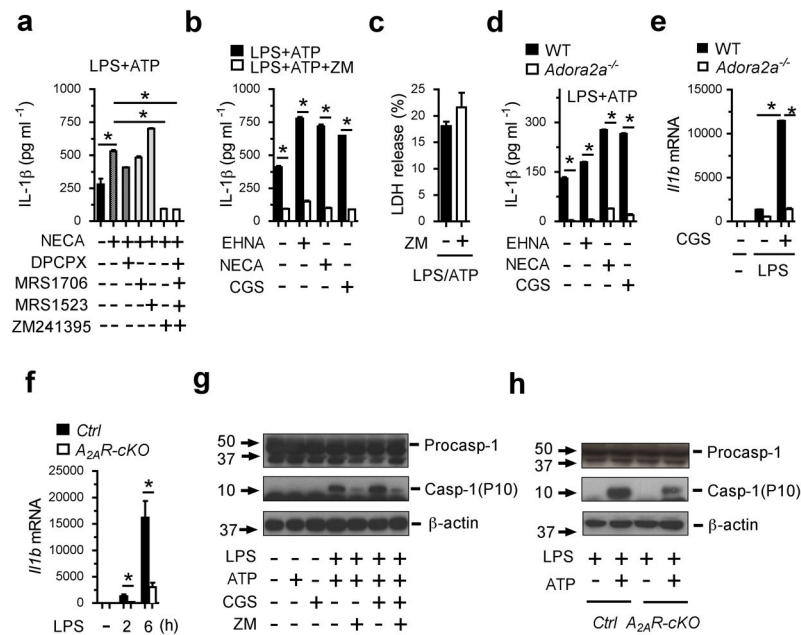 a
LPS+ATP
IL-1β (pg ml -1)
1000
750
500
250
0
NECA -++++++
DPCPX --+---+
MRS1706 ---+--+
MRS1523 ----+-+
ZM241395 -----++
* * *
b
LPS+ATP
LPS+ATP+ZM
IL-1β (pg ml -1)
1000
750
500
250
0
* * * *
EHNA - + - -
NECA - - + -
CGS - - - +
c
LDH release (%)
25
20
15
10
5
0
ZM - +
LPS/ATP
d
WT
Adora2a-/-
LPS+ATP
IL-1β (pg ml -1)
300
150
0
* * * *
EHNA - + - -
NECA - - + -
CGS - - - +
e
WT
Adora2a-/-
Il1b mRNA
15000
10000
5000
0
* *
CGS - - +
- LPS
f
Ctrl
A2AR-cKO
Il1b mRNA
25000
20000
15000
10000
5000
0
* *
LPS - 2 6 (h)
g
50
37
Procasp-1
10
Casp-1(P10)
37
β-actin
LPS - - - + + + +
ATP - + - + + + +
CGS - - + - - + +
ZM - - - - + - +
h
50
37
Procasp-1
10
Casp-1(P10)
37
β-actin
LPS + + + +
ATP - + - +
Ctrl A2AR-cKO